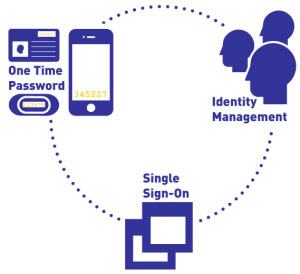 One Time
Password
345227
Identity
Management
Single
Sign-On